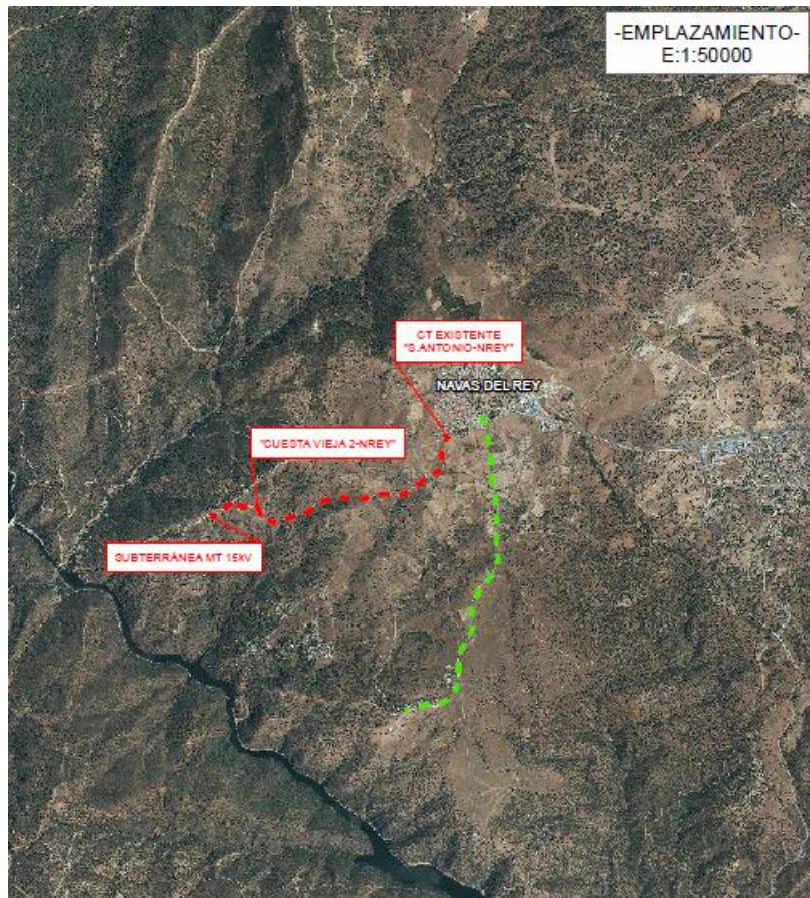 -EMPLAZAMIENTO-
E:1:50000
CT EXISTENTE
"S.ANTONIO-NREY"
NAVAS DEL REY
"CUESTA VIEJA 2-NREY"
SUBTERRÁNEA MT 15kV